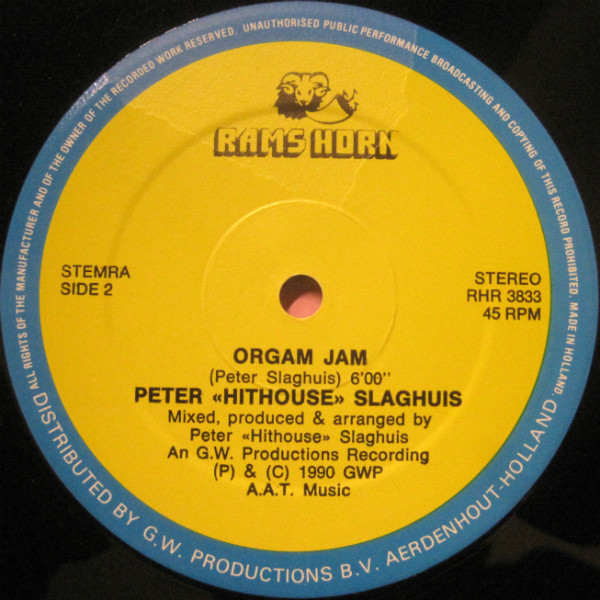 ALL RIGHTS OF THE MANUFACTURER AND OF THE OWNER OF THE RECORDED WORK RESERVED. UNAUTHORISED PUBLIC PERFORMANCE BROADCASTING AND COPYING OF THIS RECORD PROHIBITED. MADE IN HOLLAND
RAMS HORN
STEMRA
SIDE 2
STEREO
RHR 3833
45 RPM
ORGAM JAM
(Peter Slaghuis) 6'00"
PETER «HITHOUSE» SLAGHUIS
Mixed, produced & arranged by
Peter «Hithouse» Slaghuis
An G.W. Productions Recording
(P) & (C) 1990 GWP
A.A.T. Music
DISTRIBUTED BY G.W. PRODUCTIONS B.V. AERDENHOUT-HOLLAND